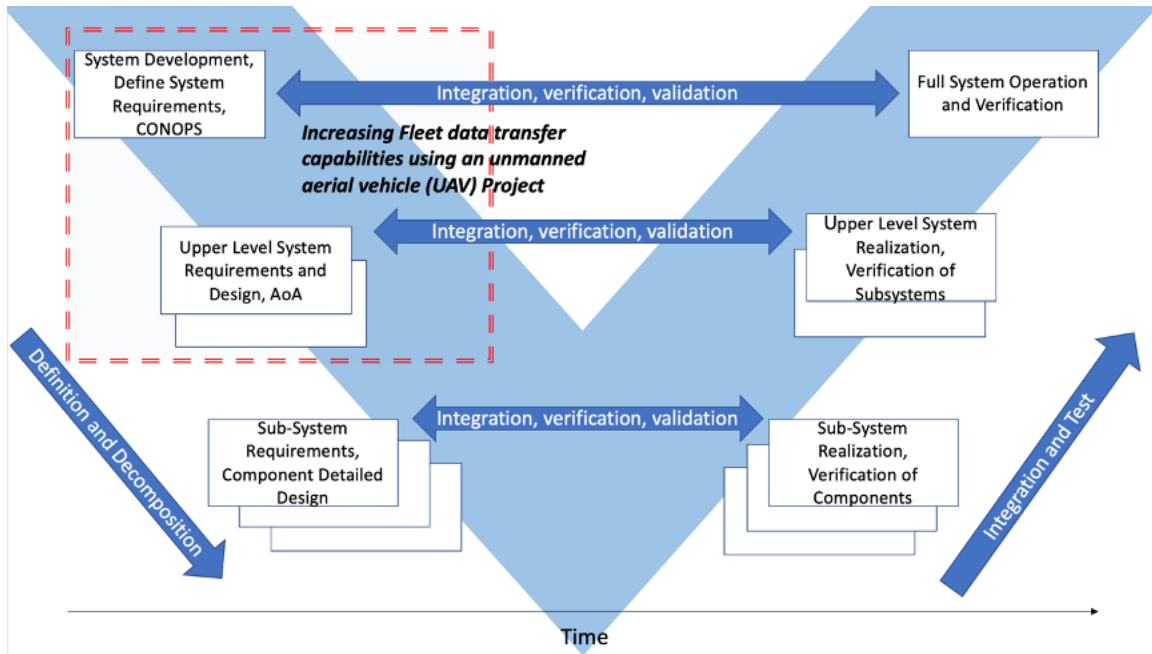 System Development,
Define System
Requirements,
CONOPS
Integration, verification, validation
Full System Operation
and Verification
Increasing Fleet data transfer
capabilities using an unmanned
aerial vehicle (UAV) Project
Upper Level System
Requirements and
Design, AoA
Integration, verification, validation
Upper Level System
Realization,
Verification of
Subsystems
Definition and Decomposition
Sub-System
Requirements,
Component Detailed
Design
Integration, verification, validation
Sub-System
Realization,
Verification of
Components
Integration and Test
Time